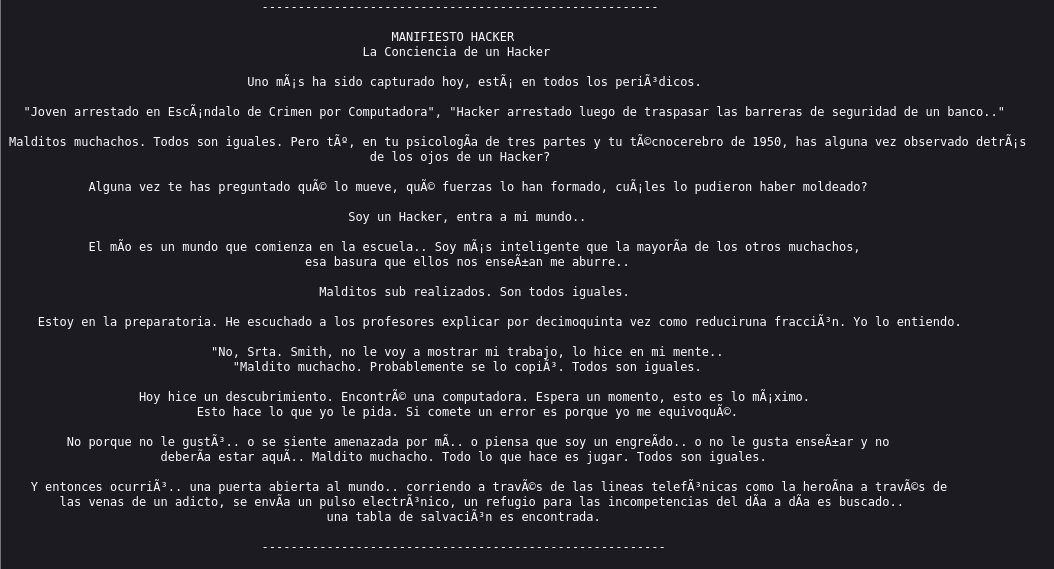 -------------------------------------------------------
MANIFIESTO HACKER
La Conciencia de un Hacker
Uno mÃ¡s ha sido capturado hoy, estÃ¡ en todos los periÃ³dicos.
"Joven arrestado en EscÃ¡ndalo de Crimen por Computadora", "Hacker arrestado luego de traspasar las barreras de seguridad de un banco.."
Malditos muchachos. Todos son iguales. Pero tÃº, en tu psicologÃa de tres partes y tu tÃ©cnocerebro de 1950, has alguna vez observado detrÃ¡s
de los ojos de un Hacker?
Alguna vez te has preguntado quÃ© lo mueve, quÃ© fuerzas lo han formado, cuÃ¡les lo pudieron haber moldeado?
Soy un Hacker, entra a mi mundo..
El mÃo es un mundo que comienza en la escuela.. Soy mÃ¡s inteligente que la mayorÃa de los otros muchachos,
esa basura que ellos nos enseÃ±an me aburre..
Malditos sub realizados. Son todos iguales.
Estoy en la preparatoria. He escuchado a los profesores explicar por decimoquinta vez como reduciruna fracciÃ³n. Yo lo entiendo.
"No, Srta. Smith, no le voy a mostrar mi trabajo, lo hice en mi mente..
"Maldito muchacho. Probablemente se lo copiÃ³. Todos son iguales.
Hoy hice un descubrimiento. EncontrÃ© una computadora. Espera un momento, esto es lo mÃ¡ximo.
Esto hace lo que yo le pida. Si comete un error es porque yo me equivoquÃ©.
No porque no le gustÃ³.. o se siente amenazada por mÃ.. o piensa que soy un engreÃdo.. o no le gusta enseÃ±ar y no
deberÃa estar aquÃ.. Maldito muchacho. Todo lo que hace es jugar. Todos son iguales.
Y entonces ocurriÃ³.. una puerta abierta al mundo.. corriendo a travÃ©s de las lineas telefÃ³nicas como la heroÃna a travÃ©s de
las venas de un adicto, se envÃa un pulso electrÃ³nico, un refugio para las incompetencias del dÃa a dÃa es buscado..
una tabla de salvaciÃ³n es encontrada.
--------------------------------------------------------